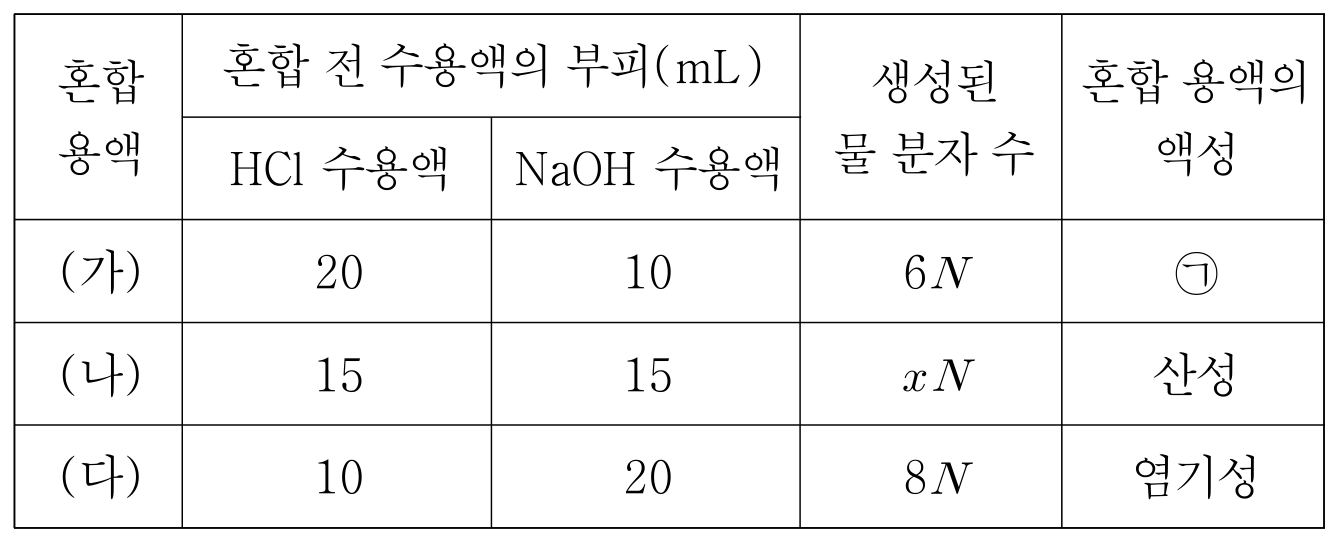 혼합 용액 혼합 전 수용액의 부피(mL) 생성된 물 분자 수 혼합 용액의 액성
HCl 수용액 NaOH 수용액
(가) 20 10 6N ㉠
(나) 15 15 xN 산성
(다) 10 20 8N 염기성